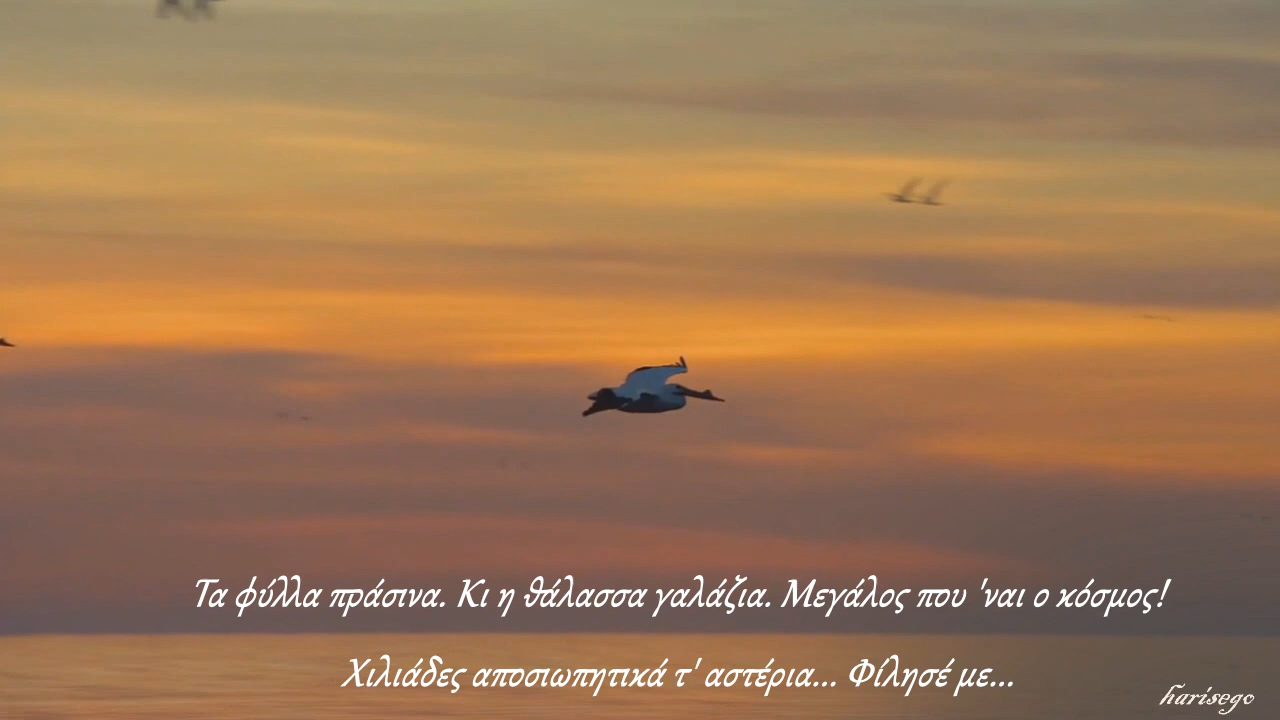 Τα φύλλα πράσινα. Κι η θάλασσα γαλάζια. Μεγάλος που 'ναι ο κόσμος!
Χιλιάδες αποσιωπητικά τ' αστέρια... Φίλησέ με...
harisego